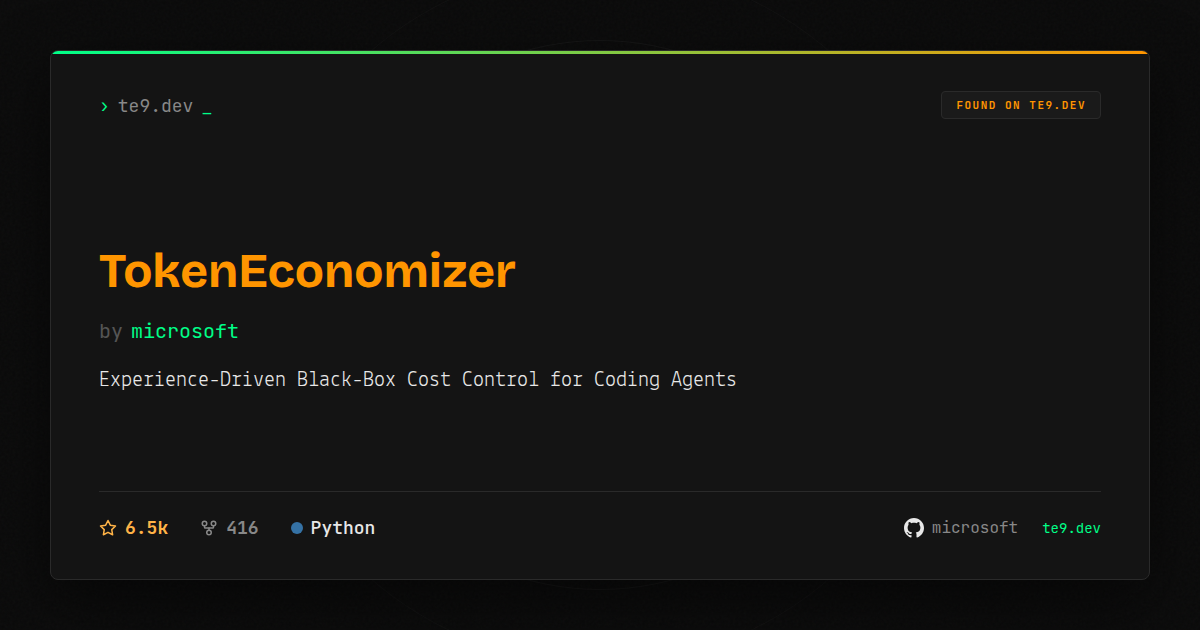 › te9.dev _
FOUND ON TE9.DEV
TokenEconomizer
by microsoft
Experience-Driven Black-Box Cost Control for Coding Agents
6.5k 416 Python
microsoft te9.dev